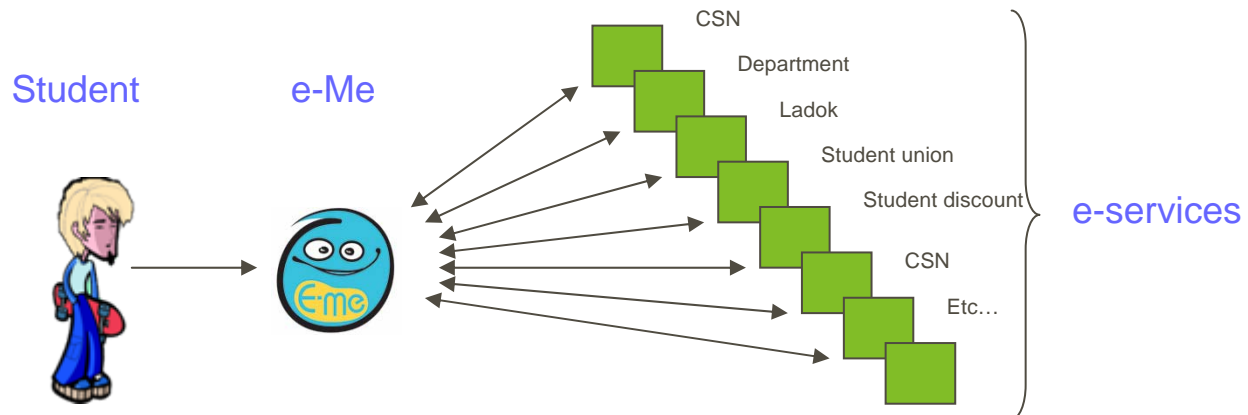 CSN
Department
Student
e-Me
Ladok
Student union
Student discount
e-services
E-me
CSN
Etc…